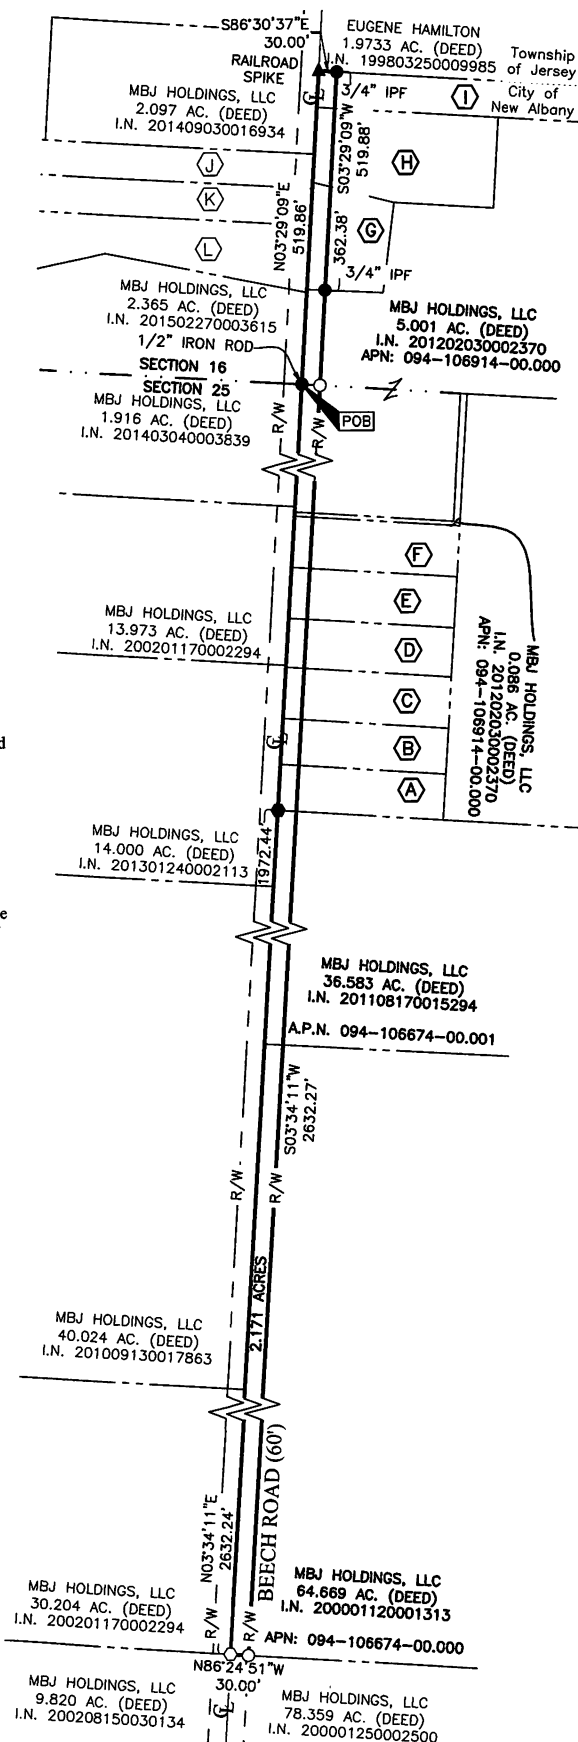 S86°30'37"E
30.00'
RAILROAD
SPIKE
EUGENE HAMILTON
1.9733 AC. (DEED)
I.N. 199803250009985
Township
of Jersey
City of
New Albany
3/4" IPF
I
MBJ HOLDINGS, LLC
2.097 AC. (DEED)
I.N. 201409030016934
CL
S03°29'09"W
519.88'
H
J
K
L
N03°29'09"E
519.86'
362.38'
G
3/4" IPF
MBJ HOLDINGS, LLC
2.365 AC. (DEED)
I.N. 201502270003615
MBJ HOLDINGS, LLC
5.001 AC. (DEED)
I.N. 201202030002370
APN: 094-106914-00.000
1/2" IRON ROD
SECTION 16
SECTION 25
Z
MBJ HOLDINGS, LLC
1.916 AC. (DEED)
I.N. 201403040003839
R/W
R/W
POB
F
E
D
C
B
A
MBJ HOLDINGS, LLC
13.973 AC. (DEED)
I.N. 200201170002294
MBJ HOLDINGS, LLC
0.086 AC. (DEED)
I.N. 201202030002370
APN: 094-106914-00.000
d
CL
MBJ HOLDINGS, LLC
14.000 AC. (DEED)
I.N. 201301240002113
1972.44'
e
MBJ HOLDINGS, LLC
36.583 AC. (DEED)
I.N. 201108170015294
A.P.N. 094-106674-00.001
S03°34'11"W
2632.27'
R/W
R/W
2.171 ACRES
MBJ HOLDINGS, LLC
40.024 AC. (DEED)
I.N. 201009130017863
BEECH ROAD (60')
N03°34'11"E
2632.24'
MBJ HOLDINGS, LLC
64.669 AC. (DEED)
I.N. 200001120001313
APN: 094-106674-00.000
MBJ HOLDINGS, LLC
30.204 AC. (DEED)
I.N. 200201170002294
R/W
R/W
N86°24'51"W
30.00'
CL
MBJ HOLDINGS, LLC
9.820 AC. (DEED)
I.N. 200208150030134
MBJ HOLDINGS, LLC
78.359 AC. (DEED)
I.N. 200001250002500